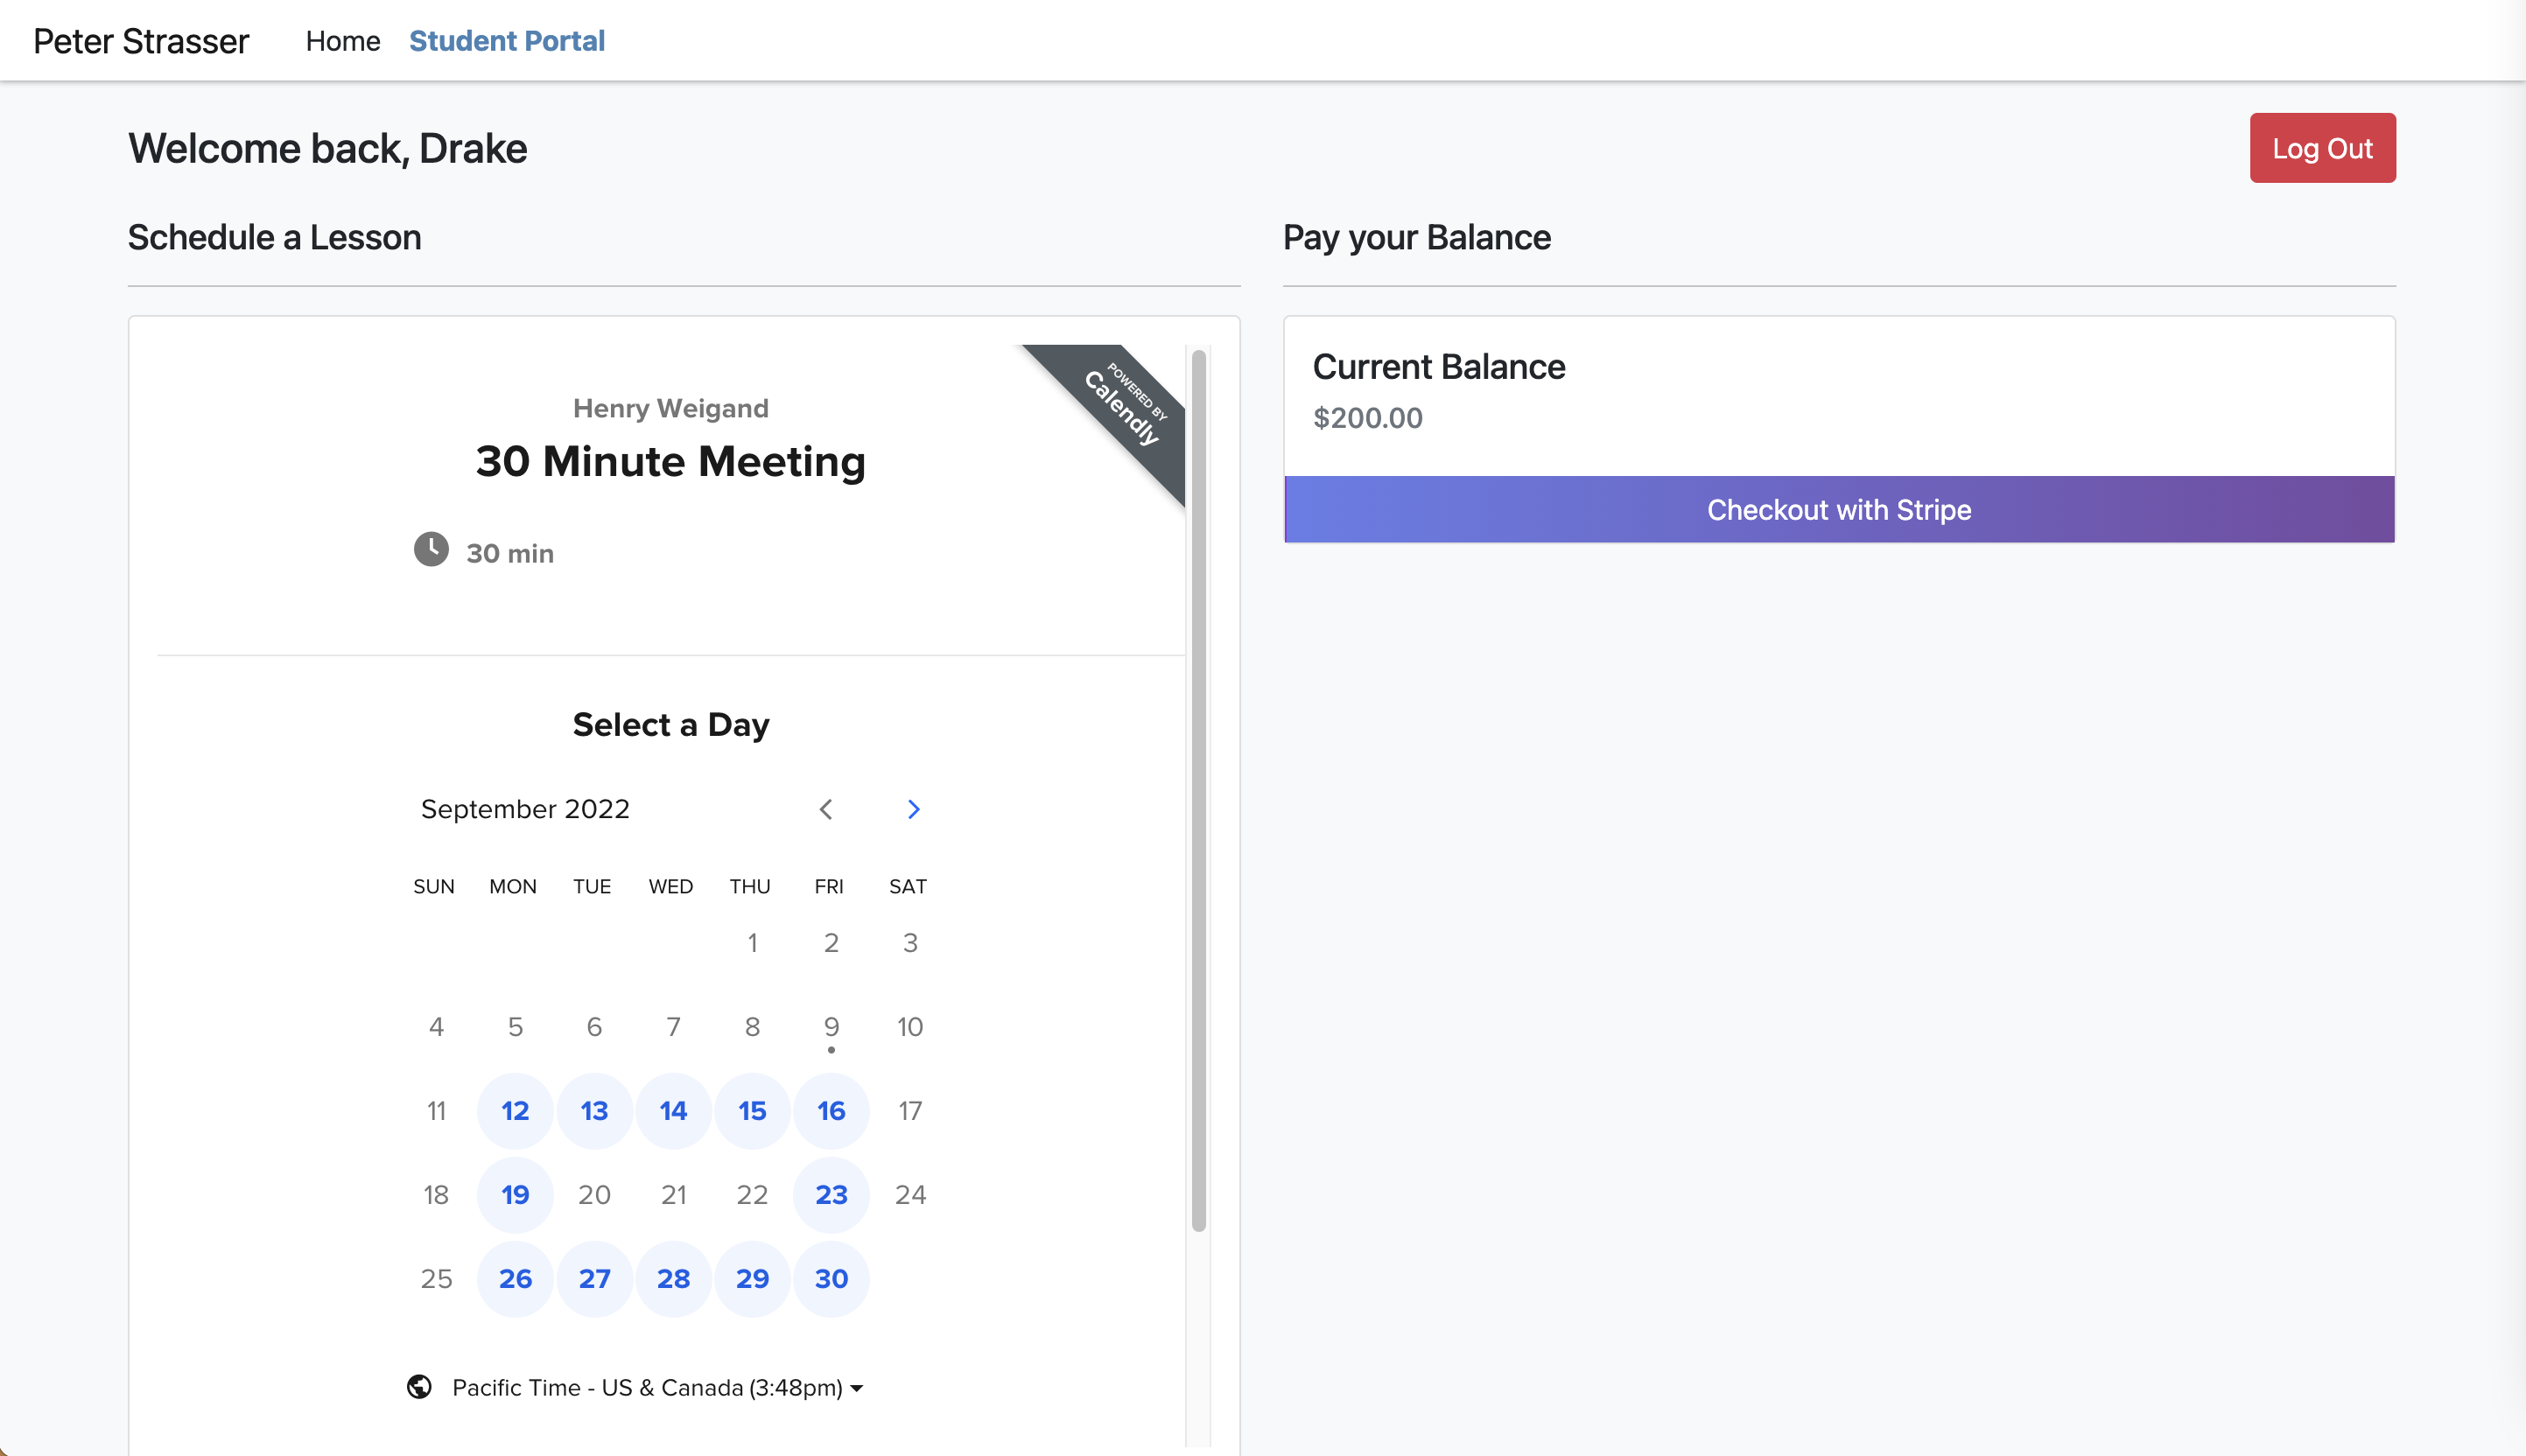 Peter Strasser Home Student Portal
Welcome back, Drake
Log Out
Schedule a Lesson
Henry Weigand
30 Minute Meeting
POWERED BY
Calendly
30 min
Select a Day
September 2022
SUN MON TUE WED THU FRI SAT
1 2 3
4 5 6 7 8 9 10
11 12 13 14 15 16 17
18 19 20 21 22 23 24
25 26 27 28 29 30
Pacific Time - US & Canada (3:48pm)
Pay your Balance
Current Balance
$200.00
Checkout with Stripe